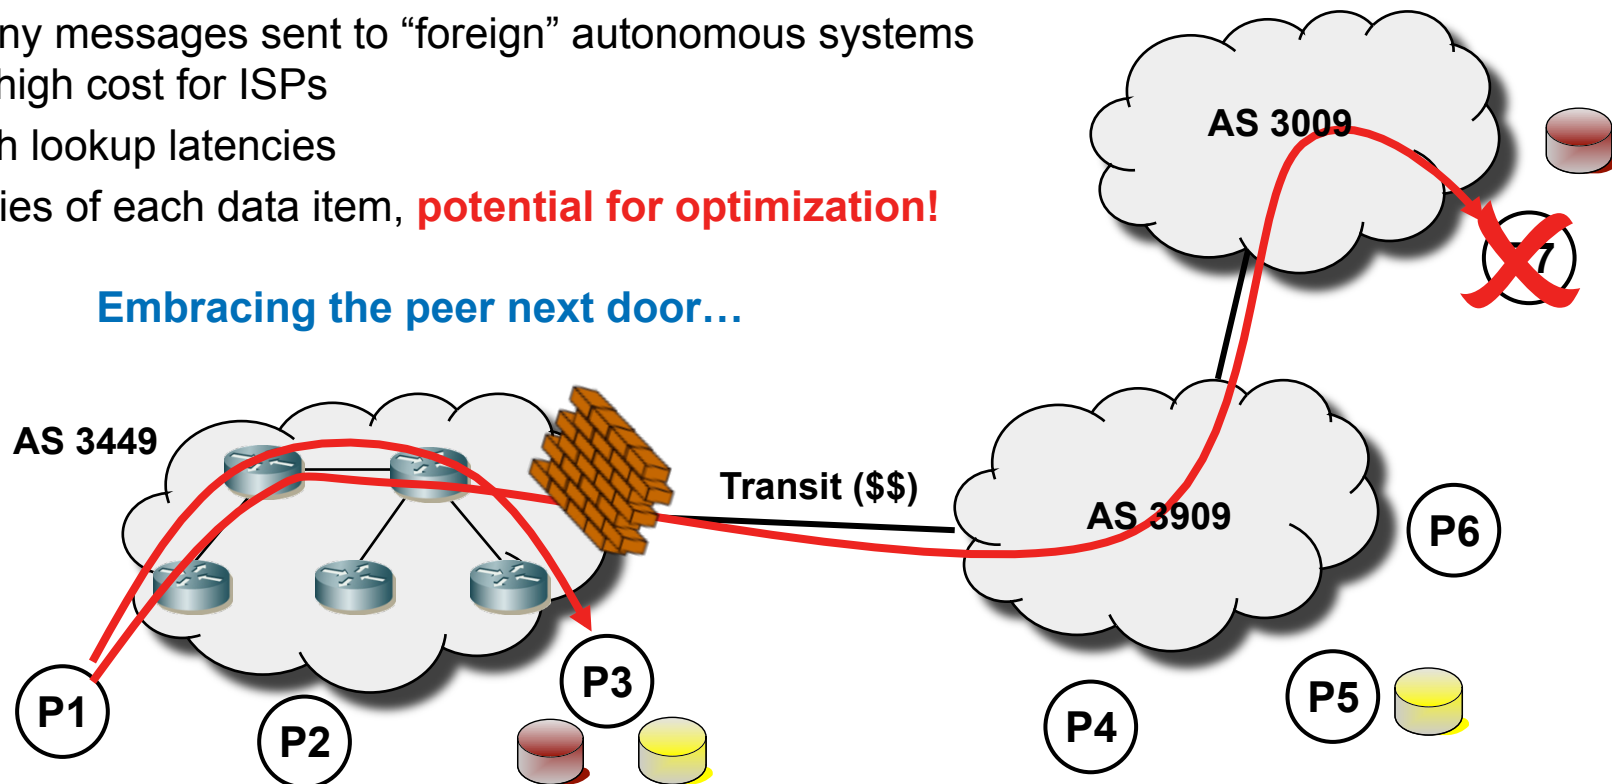 ny messages sent to “foreign” autonomous systems
high cost for ISPs
h lookup latencies
ies of each data item, potential for optimization!
Embracing the peer next door…
AS 3009
7
AS 3449
Transit ($$)
AS 3909
P6
P1
P2
P3
P4
P5